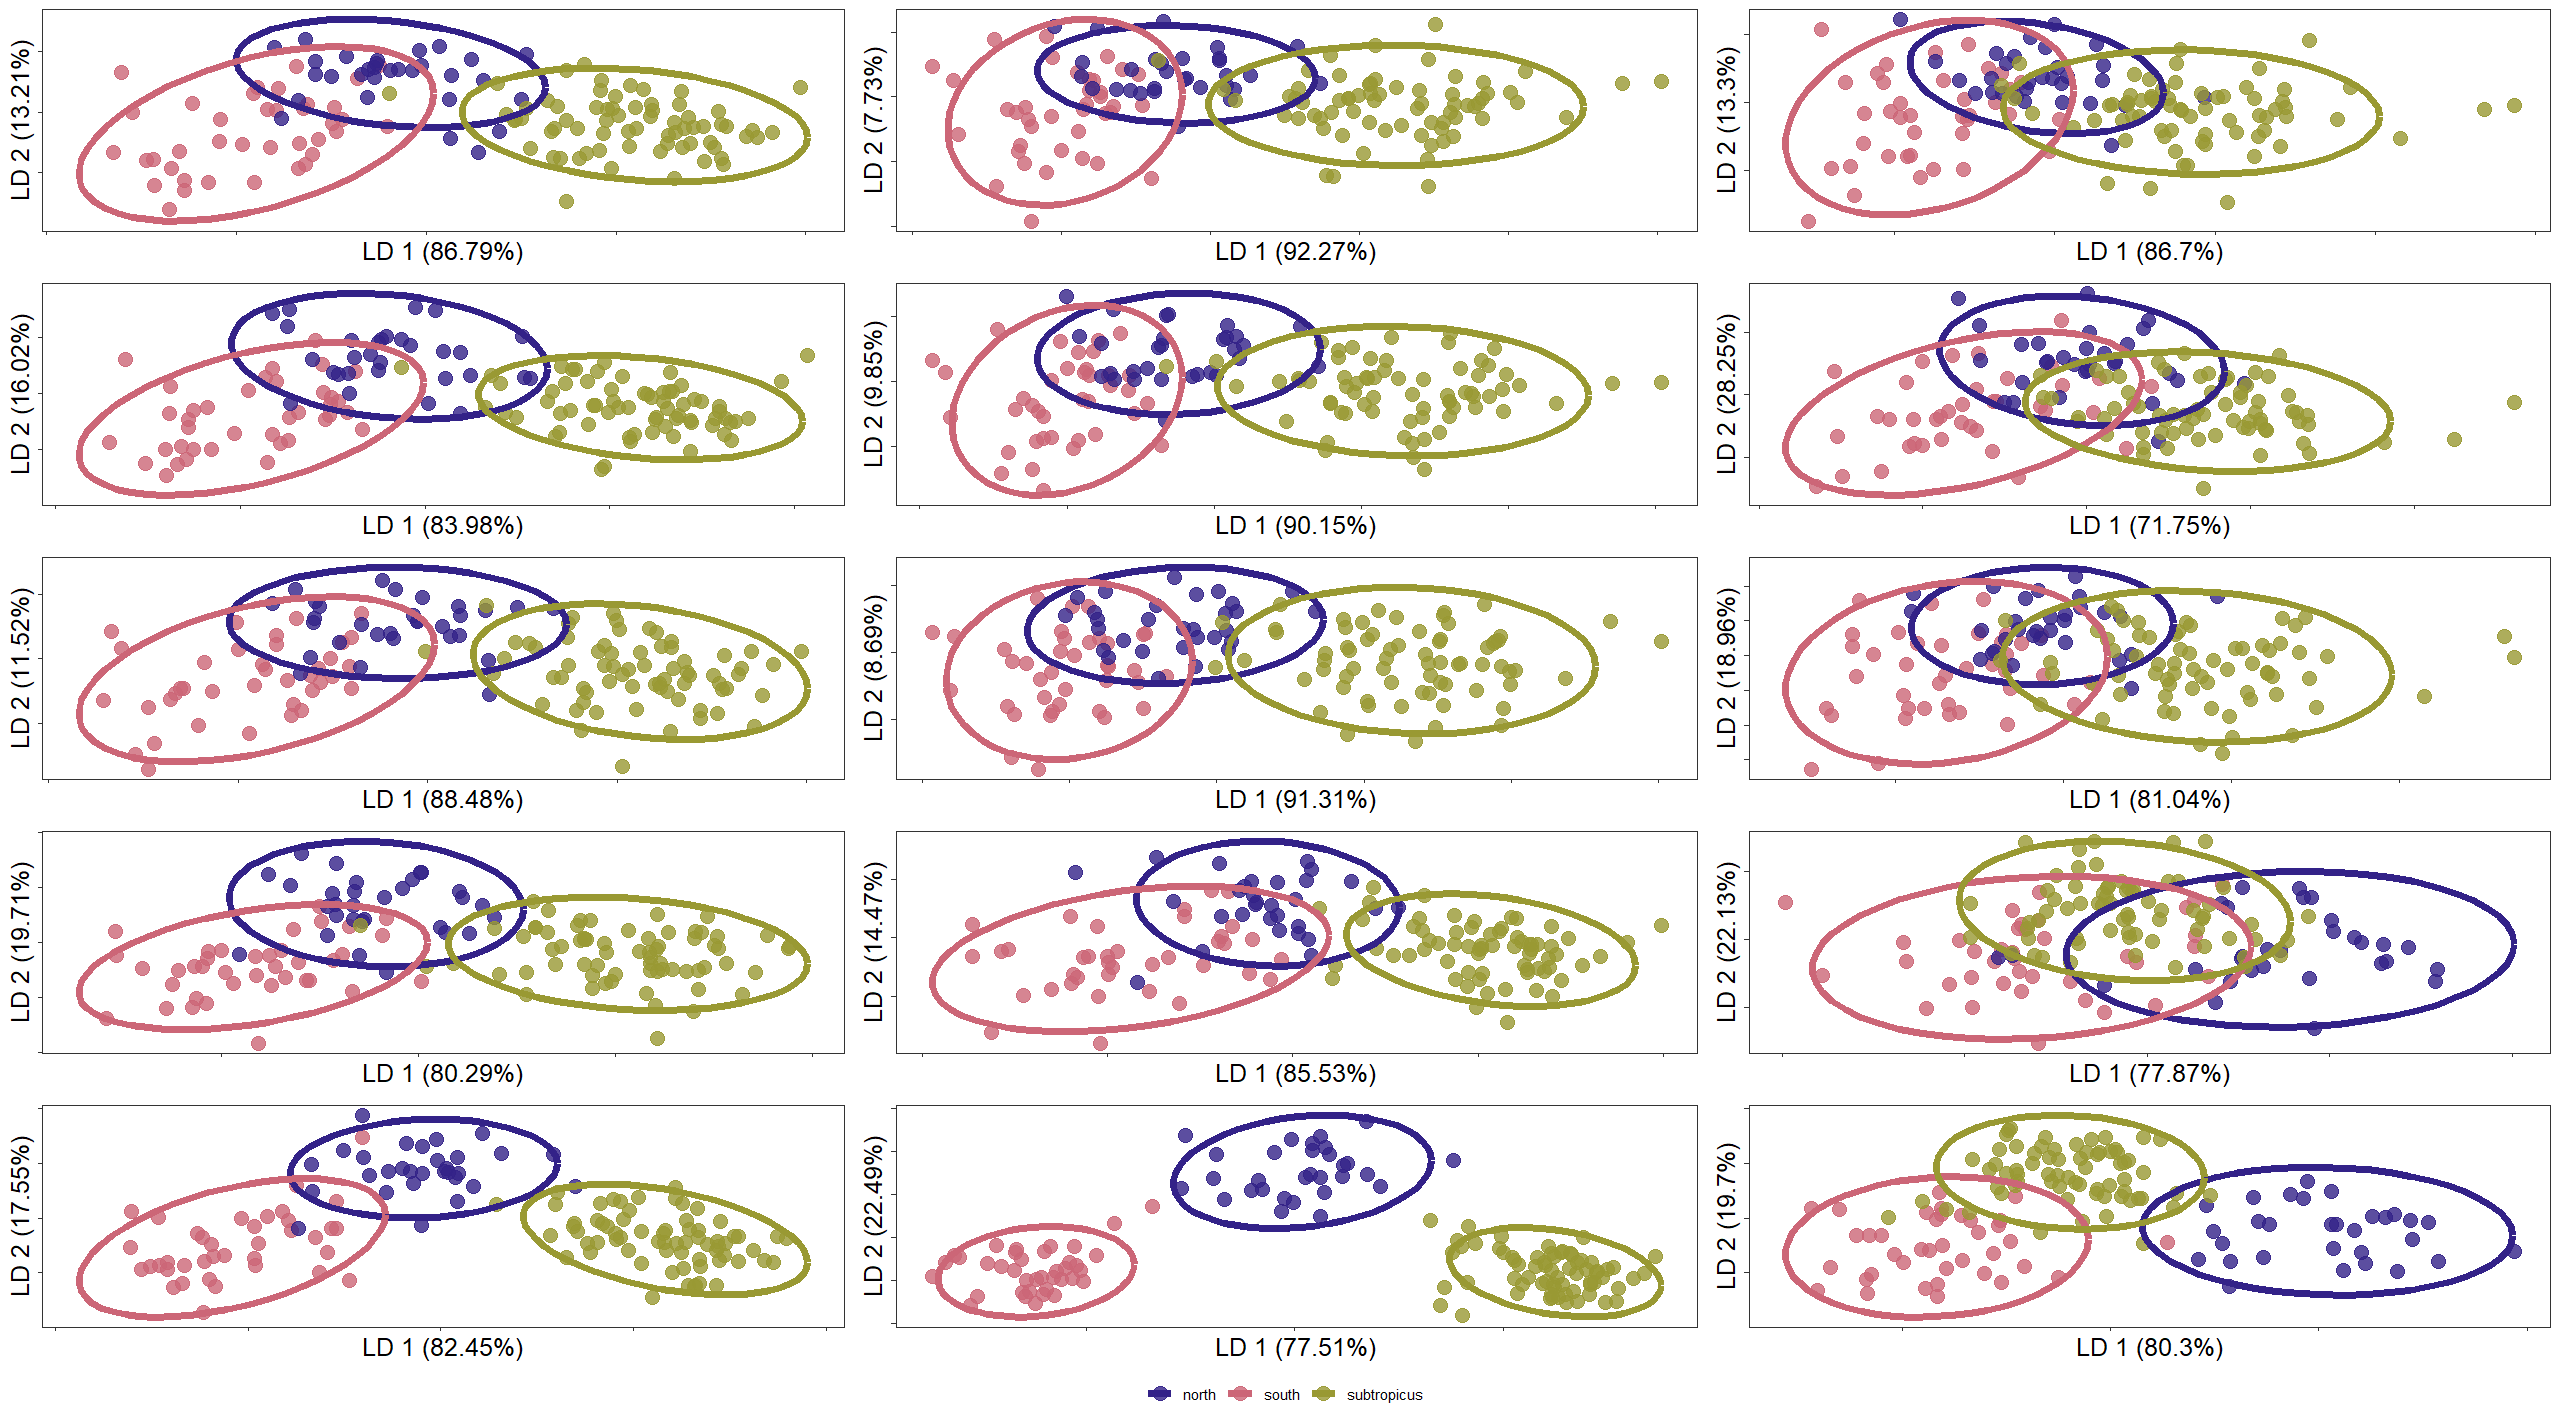 LD 2 (13.21%)
LD 1 (86.79%)
LD 2 (7.73%)
LD 1 (92.27%)
LD 2 (13.3%)
LD 1 (86.7%)
LD 2 (16.02%)
LD 1 (83.98%)
LD 2 (9.85%)
LD 1 (90.15%)
LD 2 (28.25%)
LD 1 (71.75%)
LD 2 (11.52%)
LD 1 (88.48%)
LD 2 (8.69%)
LD 1 (91.31%)
LD 2 (18.96%)
LD 1 (81.04%)
LD 2 (19.71%)
LD 1 (80.29%)
LD 2 (14.47%)
LD 1 (85.53%)
LD 2 (22.13%)
LD 1 (77.87%)
LD 2 (17.55%)
LD 1 (82.45%)
LD 2 (22.49%)
LD 1 (77.51%)
LD 2 (19.7%)
LD 1 (80.3%)
north south subtropicus